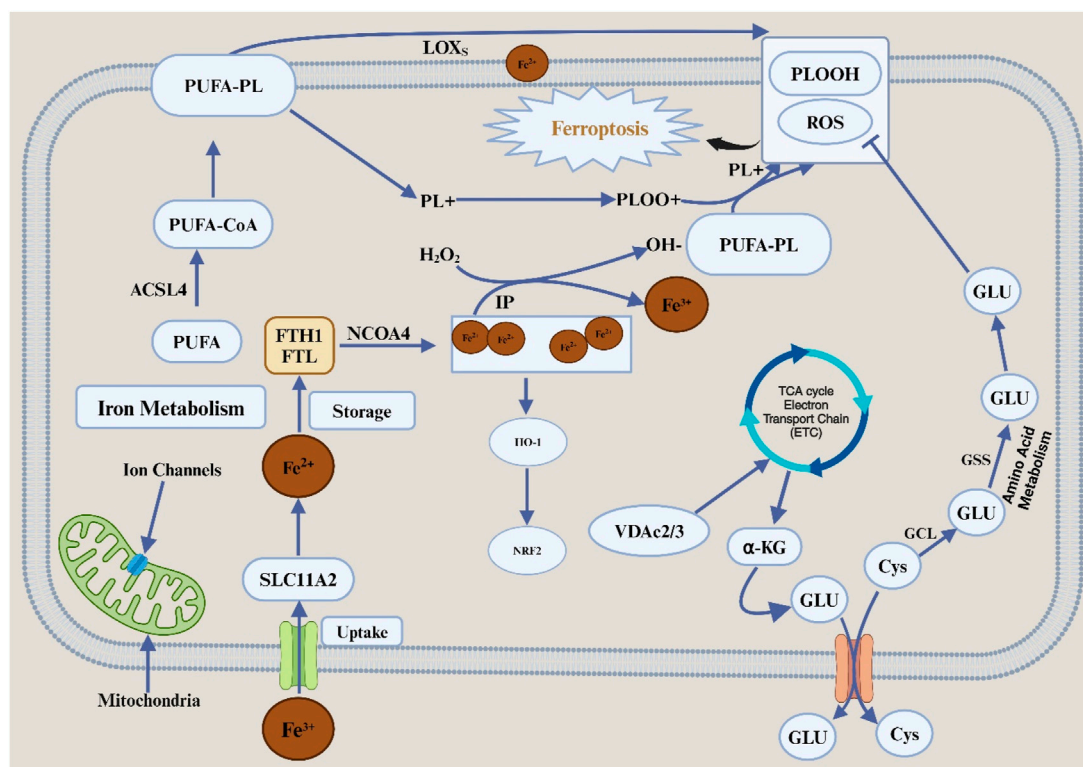 LOXS
Fe2+
PUFA-PL
PLOOH
ROS
Ferroptosis
PL+
PL+
PLOO+
PUFA-CoA
OH-
PUFA-PL
H2O2
ACSL4
IP
Fe3+
GLU
PUFA
FTH1
FTL
NCOA4
Fe2+
Fe2+
Fe2+
Fe2+
TCA cycle
Electron
Transport Chain
(ETC)
GLU
Iron Metabolism
Storage
HO-1
Amino Acid
Metabolism
GSS
Fe2+
Ion Channels
GLU
VDAc2/3
NRF2
α-KG
GCL
Cys
SLC11A2
GLU
Uptake
Mitochondria
Fe3+
GLU
Cys